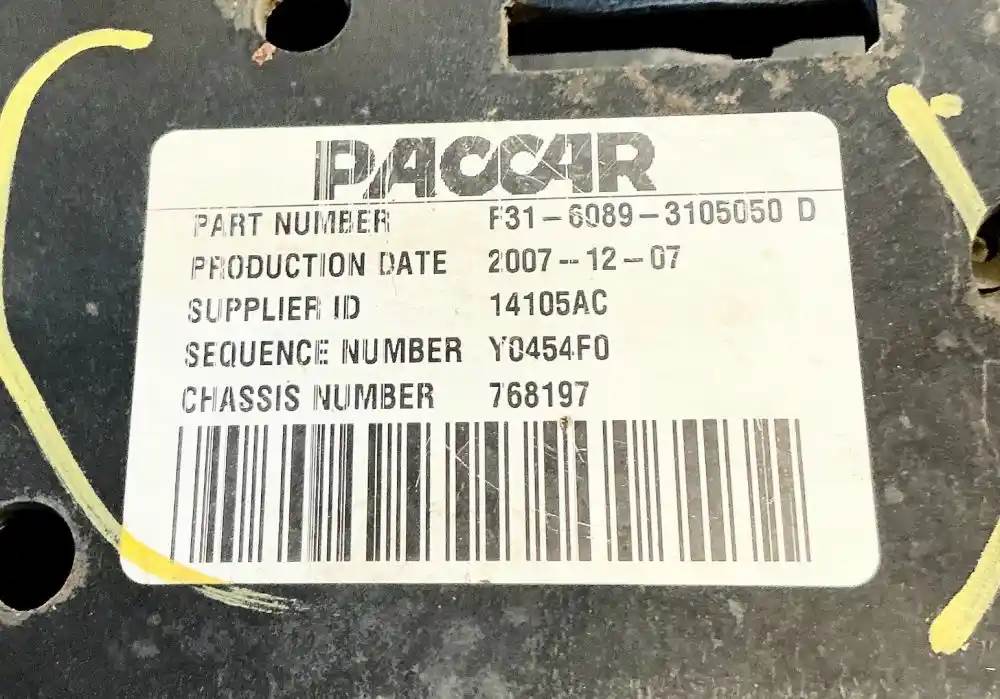 PACCAR
PART NUMBER F31-6089-3105050 D
PRODUCTION DATE 2007-12-07
SUPPLIER ID 14105AC
SEQUENCE NUMBER Y0454F0
CHASSIS NUMBER 768197